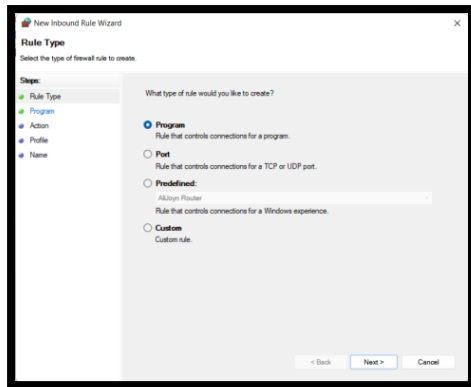 New Inbound Rule Wizard
Rule Type
Select the type of firewall rule to create.
Steps:
Rule Type
Program
Action
Profile
Name
What type of rule would you like to create?
Program
Rule that controls connections for a program.
Port
Rule that controls connections for a TCP or UDP port.
Predefined:
AllJoyn Router
Rule that controls connections for a Windows experience.
Custom
Custom rule.
< Back Next > Cancel